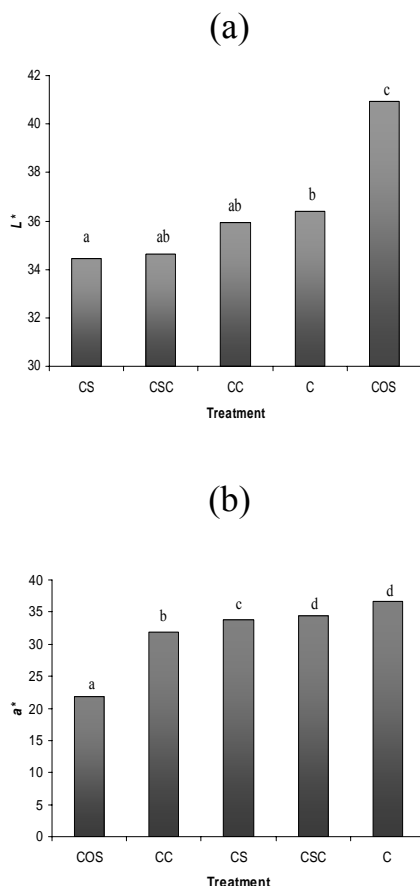 (a)
42
40
38
36
34
32
30
L*
a
ab
ab
b
c
CS CSC CC C COS
Treatment
(b)
40
35
30
25
20
15
10
5
0
a*
a
b
c
d
d
COS CC CS CSC C
Treatment